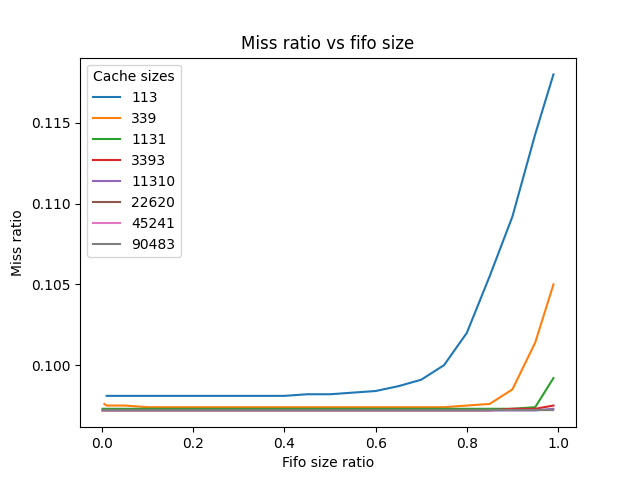 Miss ratio vs fifo size
Cache sizes
113
339
1131
3393
11310
22620
45241
90483
0.115
0.110
0.105
0.100
Miss ratio
0.0 0.2 0.4 0.6 0.8 1.0
Fifo size ratio